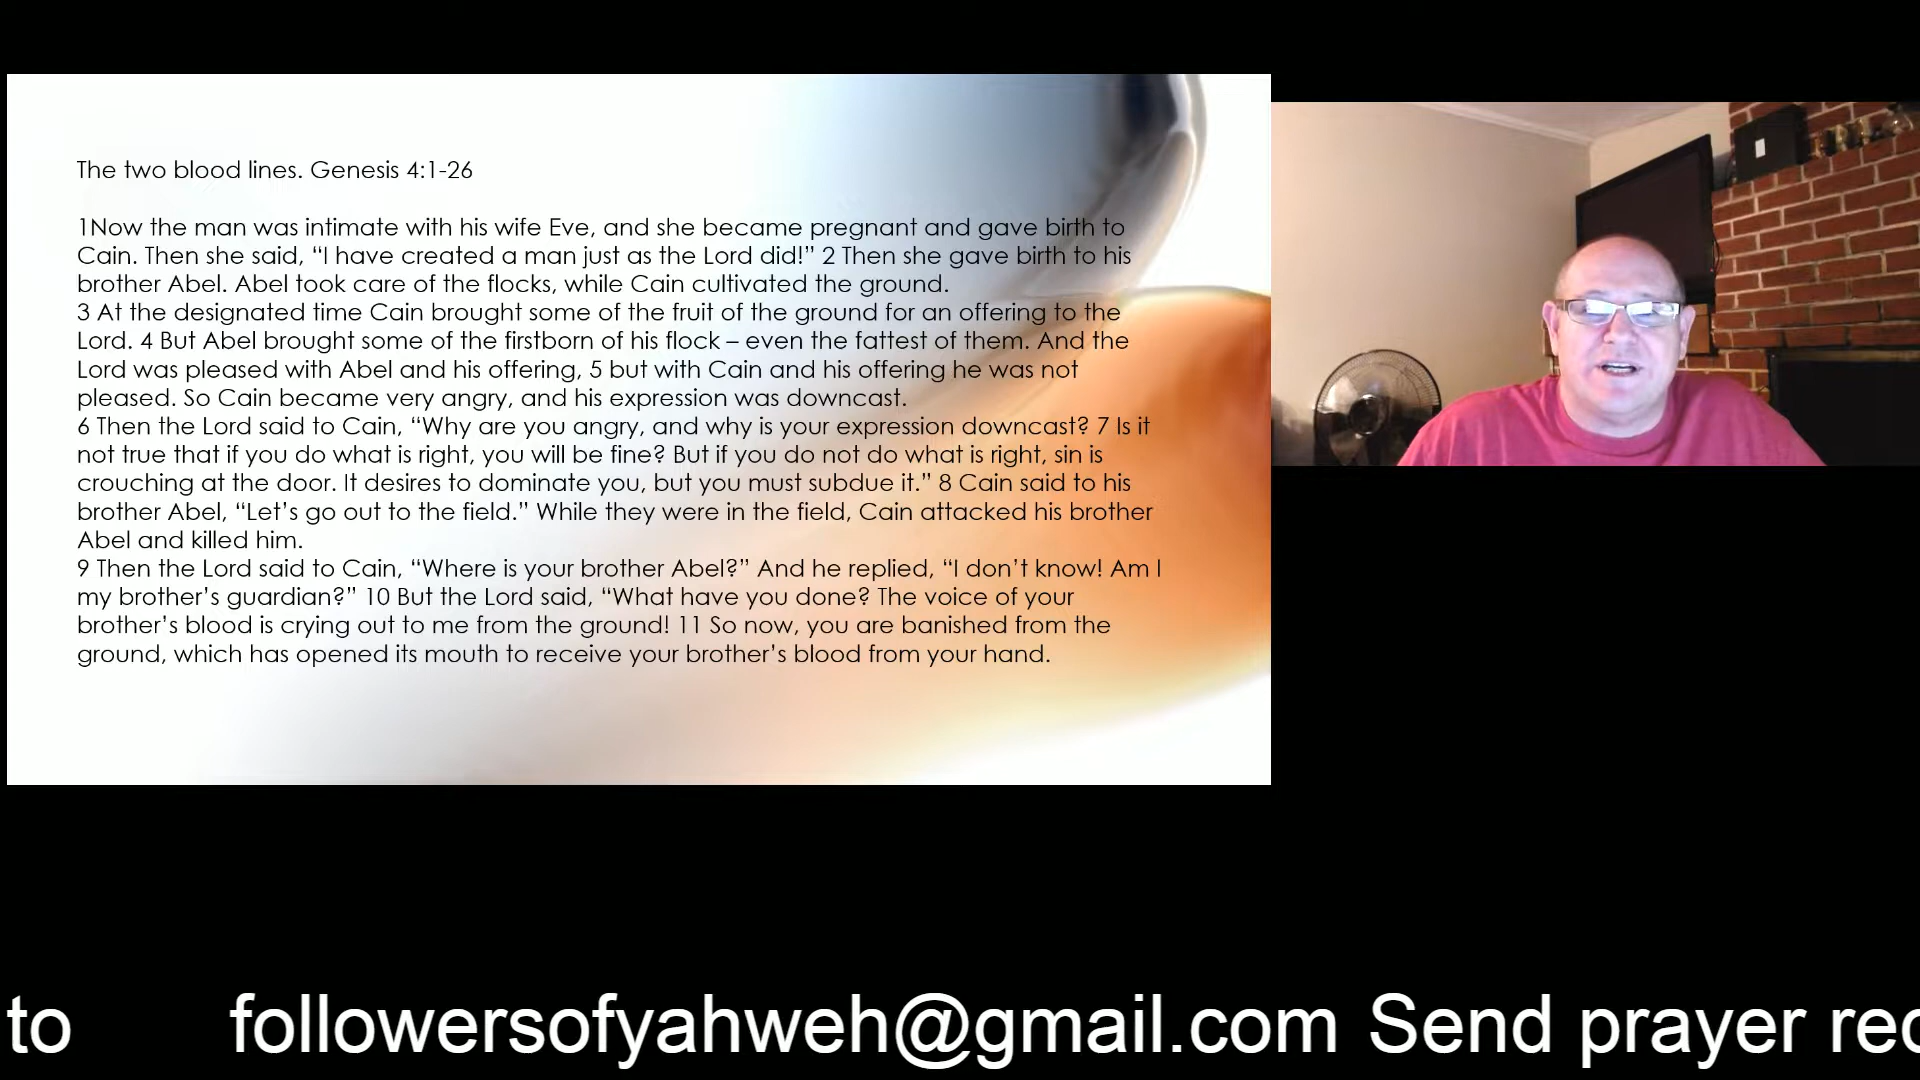 The two blood lines. Genesis 4:1-26
1Now the man was intimate with his wife Eve, and she became pregnant and gave birth to
Cain. Then she said, “I have created a man just as the Lord did!” 2 Then she gave birth to his
brother Abel. Abel took care of the flocks, while Cain cultivated the ground.
3 At the designated time Cain brought some of the fruit of the ground for an offering to the
Lord. 4 But Abel brought some of the firstborn of his flock – even the fattest of them. And the
Lord was pleased with Abel and his offering, 5 but with Cain and his offering he was not
pleased. So Cain became very angry, and his expression was downcast.
6 Then the Lord said to Cain, “Why are you angry, and why is your expression downcast? 7 Is it
not true that if you do what is right, you will be fine? But if you do not do what is right, sin is
crouching at the door. It desires to dominate you, but you must subdue it.” 8 Cain said to his
brother Abel, “Let’s go out to the field.” While they were in the field, Cain attacked his brother
Abel and killed him.
9 Then the Lord said to Cain, “Where is your brother Abel?” And he replied, “I don’t know! Am I
my brother’s guardian?” 10 But the Lord said, “What have you done? The voice of your
brother’s blood is crying out to me from the ground! 11 So now, you are banished from the
ground, which has opened its mouth to receive your brother’s blood from your hand.
to followersofyahweh@gmail.com Send prayer